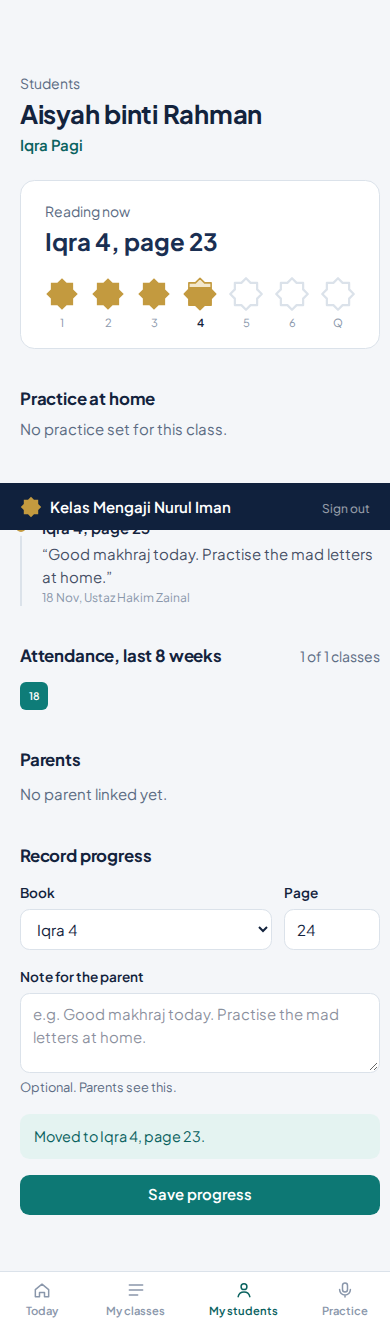 Students
Aisyah binti Rahman
Iqra Pagi
Reading now
Iqra 4, page 23
1 2 3 4 5 6 Q
Practice at home
No practice set for this class.
Kelas Mengaji Nurul Iman
Sign out
Iqra 4, page 23
“Good makhraj today. Practise the mad letters
at home.”
18 Nov, Ustaz Hakim Zainal
Attendance, last 8 weeks
1 of 1 classes
18
Parents
No parent linked yet.
Record progress
Book
Page
Iqra 4
24
Note for the parent
e.g. Good makhraj today. Practise the mad
letters at home.
Optional. Parents see this.
Moved to Iqra 4, page 23.
Save progress
Today
My classes
My students
Practice